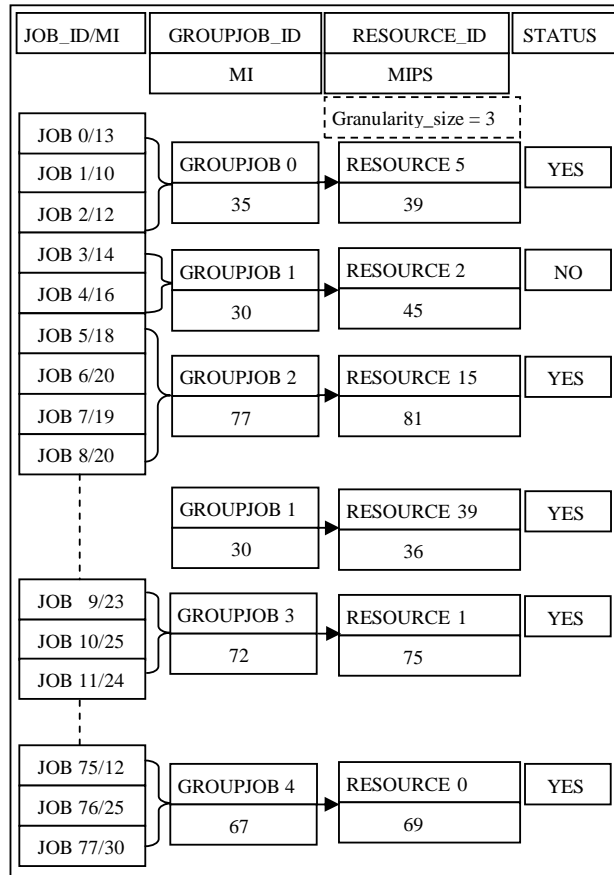 JOB_ID/MI GROUPJOB_ID RESOURCE_ID STATUS
MI MIPS
Granularity_size = 3
JOB 0/13
JOB 1/10 GROUPJOB 0 RESOURCE 5 YES
JOB 2/12 35 39
JOB 3/14 GROUPJOB 1 RESOURCE 2 NO
JOB 4/16 30 45
JOB 5/18
JOB 6/20 GROUPJOB 2 RESOURCE 15 YES
JOB 7/19 77 81
JOB 8/20
GROUPJOB 1 RESOURCE 39 YES
30 36
JOB 9/23 GROUPJOB 3 RESOURCE 1 YES
JOB 10/25 72 75
JOB 11/24
JOB 75/12 GROUPJOB 4 RESOURCE 0 YES
JOB 76/25 67 69
JOB 77/30